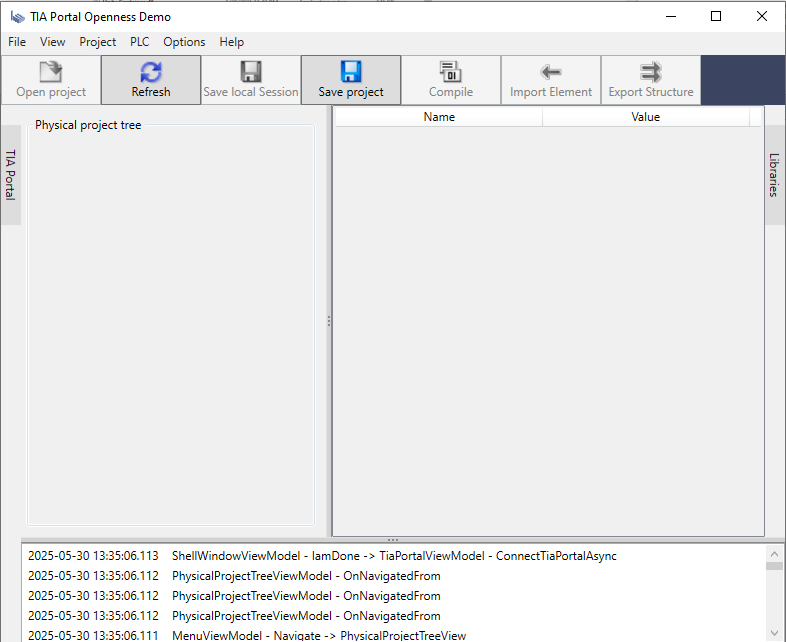 TIA Portal Openness Demo
File View Project PLC Options Help
Open project Refresh Save local Session Save project Compile Import Element Export Structure
TIA Portal
Physical project tree
Name Value
Libraries
2025-05-30 13:35:06.113 ShellWindowViewModel - IamDone -> TiaPortalViewModel - ConnectTiaPortalAsync
2025-05-30 13:35:06.112 PhysicalProjectTreeViewModel - OnNavigatedFrom
2025-05-30 13:35:06.112 PhysicalProjectTreeViewModel - OnNavigatedFrom
2025-05-30 13:35:06.112 PhysicalProjectTreeViewModel - OnNavigatedFrom
2025-05-30 13:35:06.111 MenuViewModel - Navigate -> PhysicalProjectTreeView